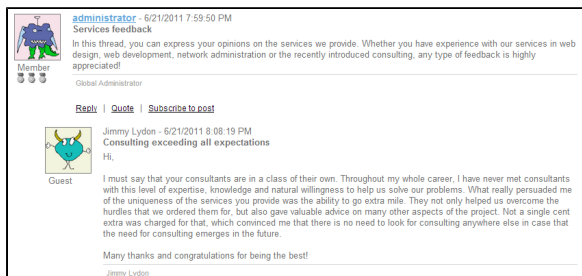 administrator - 6/21/2011 7:59:50 PM
Services feedback
In this thread, you can express your opinions on the services we provide. Whether you have experience with our services in web
design, web development, network administration or the recently introduced consulting, any type of feedback is highly
appreciated!
Member
Global Administrator
Reply | Quote | Subscribe to post
Jimmy Lydon - 6/21/2011 8:08:19 PM
Consulting exceeding all expectations
Hi,
Guest
I must say that your consultants are in a class of their own. Throughout my whole career, I have never met consultants
with this level of expertise, knowledge and natural willingness to help us solve our problems. What really persuaded me
of the uniqueness of the services you provide was the ability to go extra mile. They not only helped us overcome the
hurdles that we ordered them for, but also gave valuable advice on many other aspects of the project. Not a single cent
extra was charged for that, which convinced me that there is no need to look for consulting anywhere else in case that
the need for consulting emerges in the future.
Many thanks and congratulations for being the best!
Jimmy Lydon